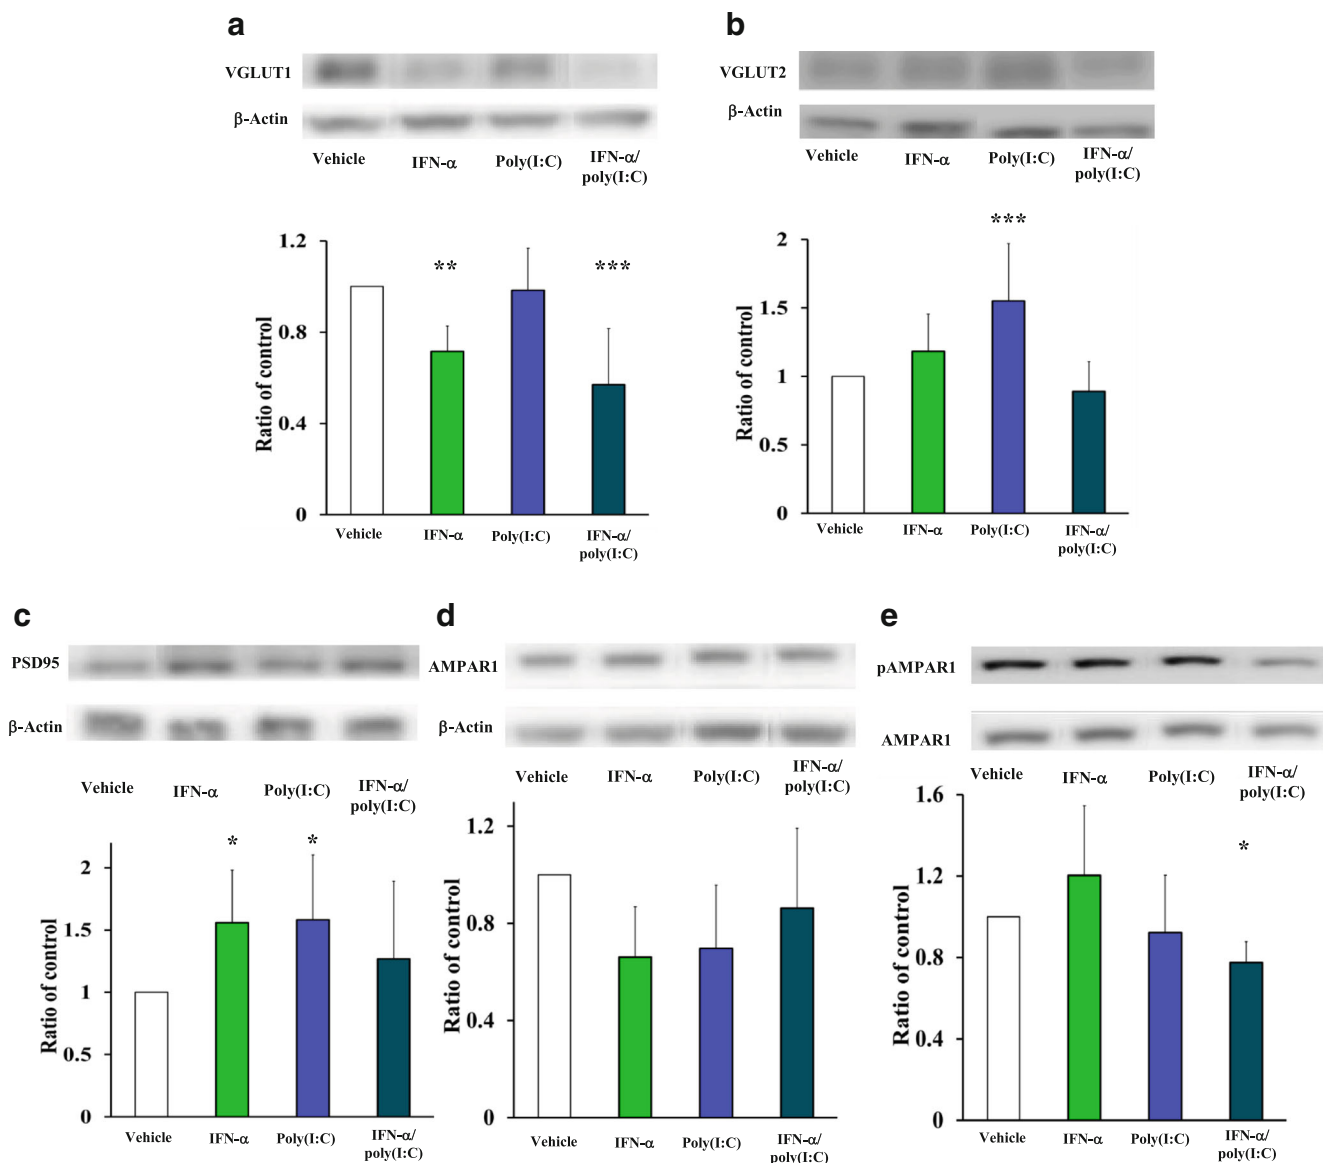 a
VGLUT1
β-Actin
Vehicle
IFN-α
Poly(I:C)
IFN-α/
poly(I:C)
Ratio of control
1.2
0.8
0.4
0
**
***
Vehicle
IFN-α
Poly(I:C)
IFN-α/
poly(I:C)
b
VGLUT2
β-Actin
Vehicle
IFN-α
Poly(I:C)
IFN-α/
poly(I:C)
Ratio of control
2
1.5
1
0.5
0
***
Vehicle
IFN-α
Poly(I:C)
IFN-α/
poly(I:C)
c
PSD95
β-Actin
Vehicle
IFN-α
Poly(I:C)
IFN-α/
poly(I:C)
Ratio of control
2
1.5
1
0.5
0
*
*
Vehicle
IFN-α
Poly(I:C)
IFN-α/
poly(I:C)
d
AMPAR1
β-Actin
Vehicle
IFN-α
Poly(I:C)
IFN-α/
poly(I:C)
Ratio of control
1.2
0.8
0.4
0
Vehicle
IFN-α
Poly(I:C)
IFN-α/
poly(I:C)
e
pAMPAR1
AMPAR1
Vehicle
IFN-α
Poly(I:C)
IFN-α/
poly(I:C)
Ratio of control
1.6
1.2
0.8
0.4
0
*
Vehicle
IFN-α
Poly(I:C)
IFN-α/
poly(I:C)